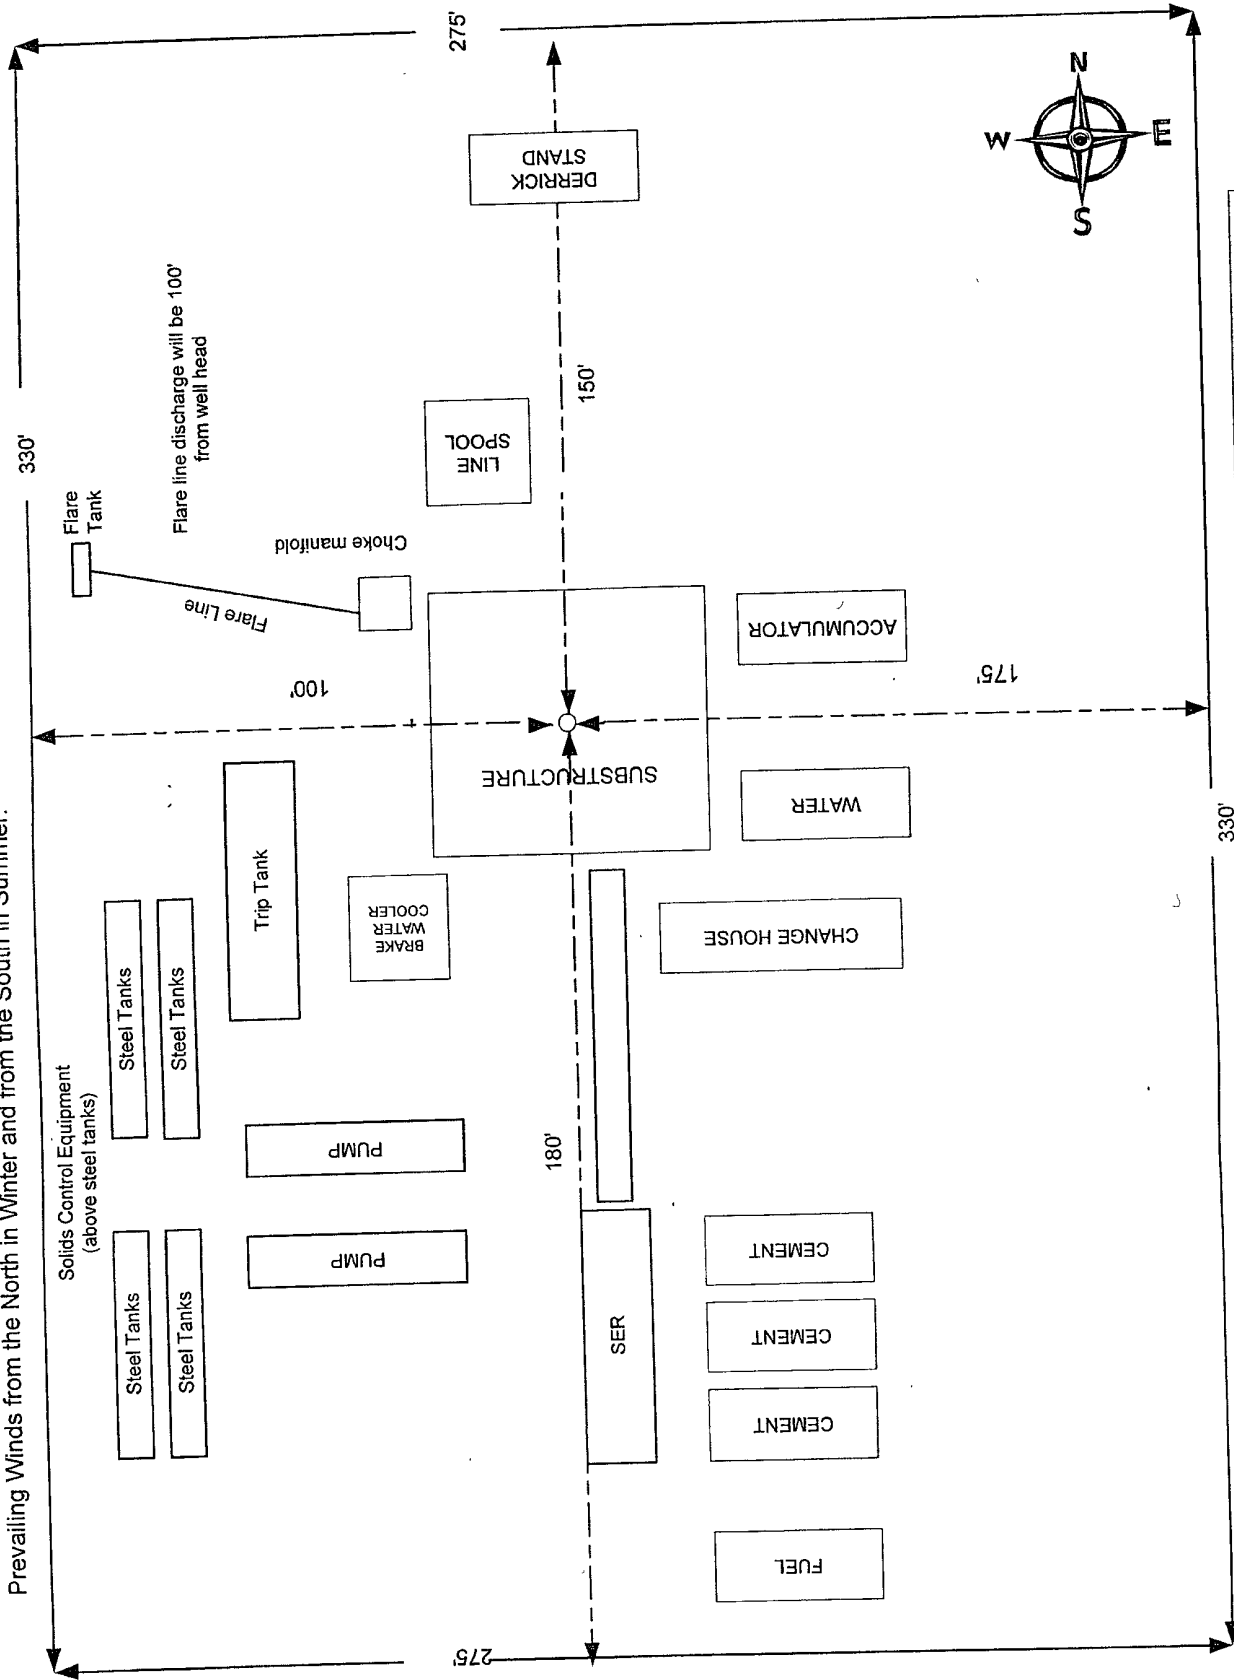 Prevailing Winds from the North in Winter and from the South in Summer.
330'
275'
Solids Control Equipment
(above steel tanks)
Steel Tanks
Steel Tanks
Steel Tanks
Steel Tanks
Trip Tank
PUMP
PUMP
BRAKE
WATER
COOLER
100'
Flare Line
Flare
Tank
Flare line discharge will be 100'
from well head
Choke manifold
LINE
SPOOL
DERRICK
STAND
150'
180'
SUBSTRUCTURE
SER
CEMENT
CEMENT
CEMENT
FUEL
CHANGE HOUSE
WATER
ACCUMULATOR
175'
N
W
E
S
275'
330'